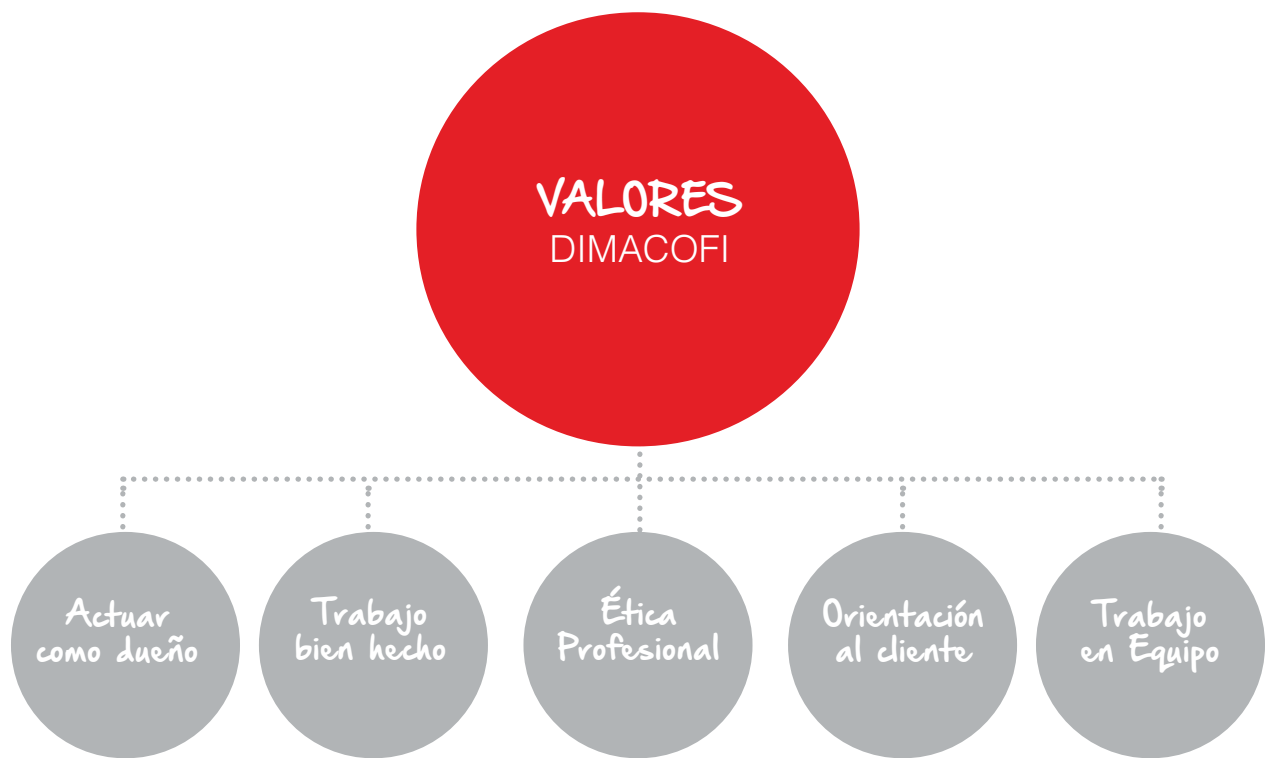 VALORES
DIMACOFI
Actuar
como dueño
Trabajo
bien hecho
Ética
Profesional
Orientación
al cliente
Trabajo
en Equipo